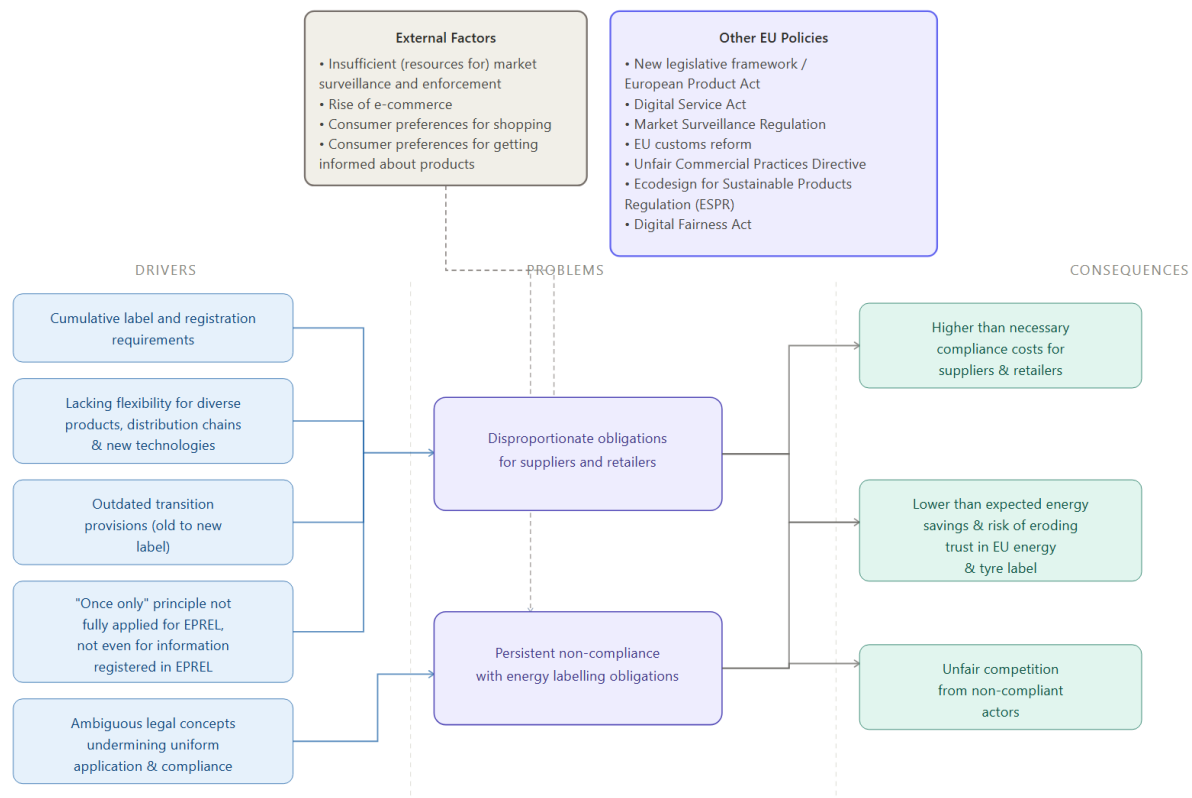 External Factors
• Insufficient (resources for) market
surveillance and enforcement
• Rise of e-commerce
• Consumer preferences for shopping
• Consumer preferences for getting
informed about products
Other EU Policies
• New legislative framework /
European Product Act
• Digital Service Act
• Market Surveillance Regulation
• EU customs reform
• Unfair Commercial Practices Directive
• Ecodesign for Sustainable Products
Regulation (ESPR)
• Digital Fairness Act
DRIVERS
PROBLEMS
CONSEQUENCES
Cumulative label and registration
requirements
Lacking flexibility for diverse
products, distribution chains
& new technologies
Outdated transition
provisions (old to new
label)
"Once only" principle not
fully applied for EPREL,
not even for information
registered in EPREL
Ambiguous legal concepts
undermining uniform
application & compliance
Disproportionate obligations
for suppliers and retailers
Persistent non-compliance
with energy labelling obligations
Higher than necessary
compliance costs for
suppliers & retailers
Lower than expected energy
savings & risk of eroding
trust in EU energy
& tyre label
Unfair competition
from non-compliant
actors